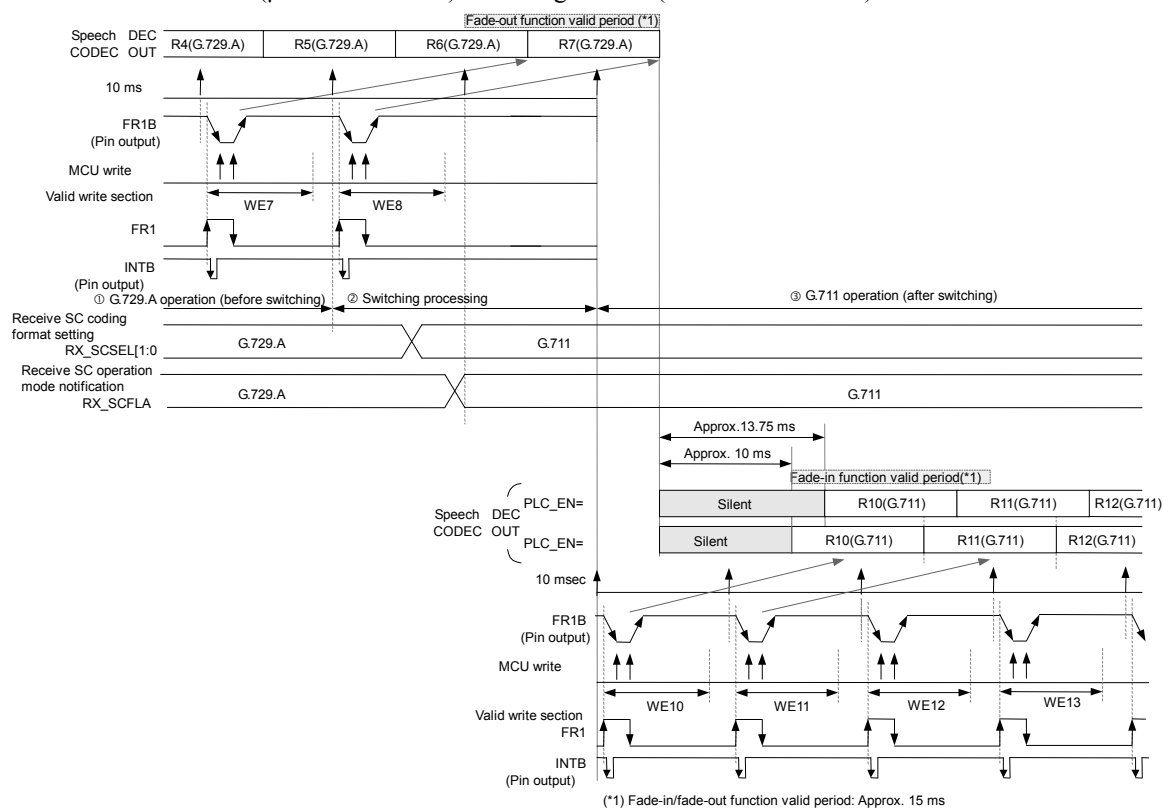 Fade-out function valid period (*1)
Speech DEC
CODEC OUT
R4(G.729.A) R5(G.729.A) R6(G.729.A) R7(G.729.A)
10 ms
FR1B
(Pin output)
MCU write
Valid write section
WE7 WE8
FR1
INTB
(Pin output)
① G.729.A operation (before switching) ② Switching processing ③ G.711 operation (after switching)
Receive SC coding
format setting
RX_SCSEL[1:0
G.729.A G.711
Receive SC operation
mode notification
RX_SCFLA
G.729.A G.711
Approx.13.75 ms
Approx. 10 ms
Fade-in function valid period(*1)
Speech DEC
CODEC OUT
PLC_EN=
Silent R10(G.711) R11(G.711) R12(G.711)
PLC_EN=
Silent R10(G.711) R11(G.711) R12(G.711)
10 msec
FR1B
(Pin output)
MCU write
WE10 WE11 WE12 WE13
Valid write section
FR1
INTB
(Pin output)
(*1) Fade-in/fade-out function valid period: Approx. 15 ms